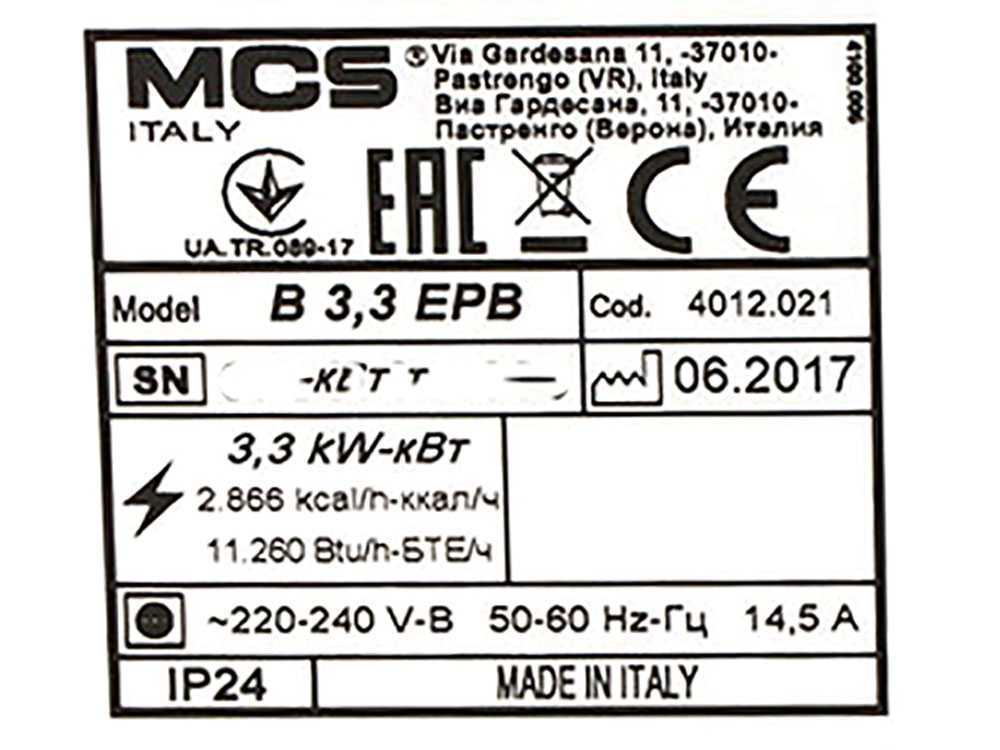 MCS
ITALY
® Via Gardesana 11, -37010-
Pastrengo (VR), Italy
Виа Гардесана, 11, -37010-
Пастренго (Верона), Италия
4100.006
UA.TR.089-17
EAC
CE
Model B 3,3 EPB
Cod. 4012.021
SN
06.2017
3,3 kW-кВт
2.866 kcal/h-ккал/ч
11.260 Btu/h-БТЕ/ч
~220-240 V-В 50-60 Hz-Гц 14,5 A
IP24
MADE IN ITALY